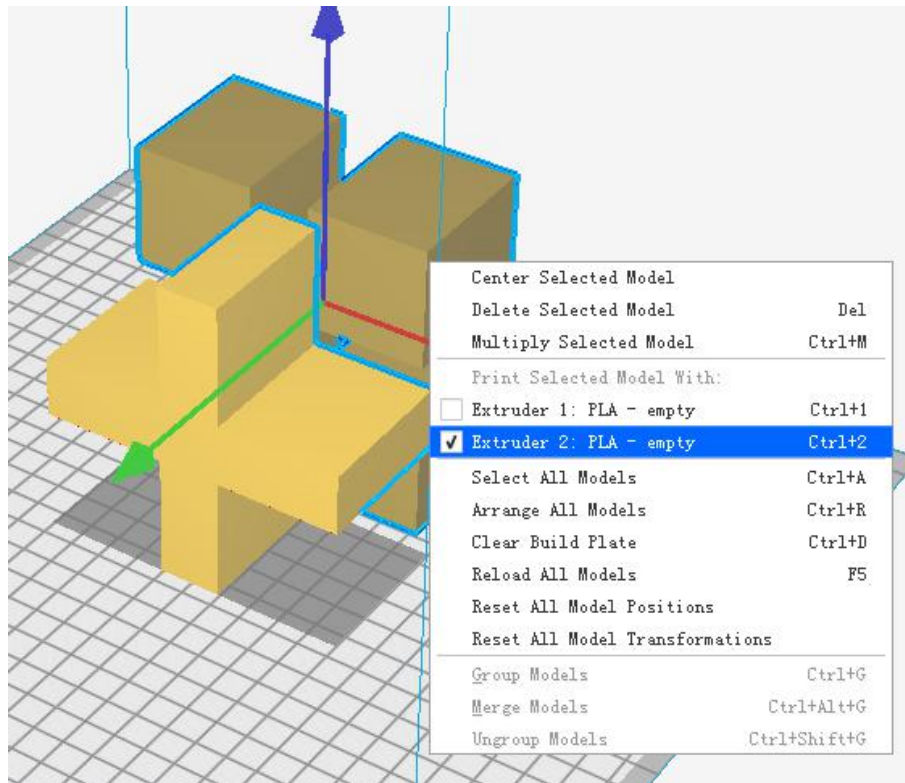 Center Selected Model
Delete Selected Model Del
Multiply Selected Model Ctrl+M
Print Selected Model With:
Extruder 1: PLA - empty Ctrl+1
Extruder 2: PLA - empty Ctrl+2
Select All Models Ctrl+A
Arrange All Models Ctrl+R
Clear Build Plate Ctrl+D
Reload All Models F5
Reset All Model Positions
Reset All Model Transformations
Group Models Ctrl+G
Merge Models Ctrl+Alt+G
Ungroup Models Ctrl+Shift+G